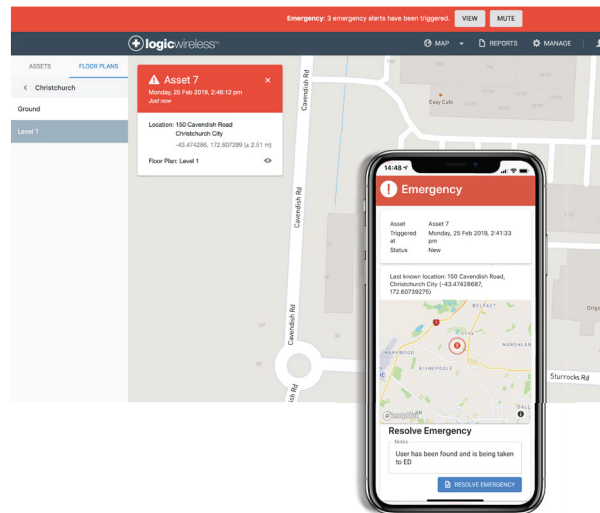 Emergency: 3 emergency alerts have been triggered. VIEW MUTE
logicwireless
MAP REPORTS MANAGE
ASSETS FLOOR PLANS
Christchurch
Ground
Level 1
Asset 7
Monday, 25 Feb 2019, 2:46:12 pm
Just now
Location: 150 Cavendish Road
Christchurch City
-43.474286, 172.607299 (± 2.51 m)
Floor Plan: Level 1
Cavendish Rd
Cosy Cafe
Cavendish Rd
Cavendish Rd
Sturrocks Rd
14:48
Emergency
Asset Asset 7
Triggered at Monday, 25 Feb 2019, 2:41:33 pm
Status New
Last known location: 150 Cavendish Road,
Christchurch City (-43.47428687,
172.60739275)
BELFAST
MARSHLAN
HAREWOOD
BISHOPDALE
mapbox
Resolve Emergency
Notes
User has been found and is being taken
to ED
RESOLVE EMERGENCY